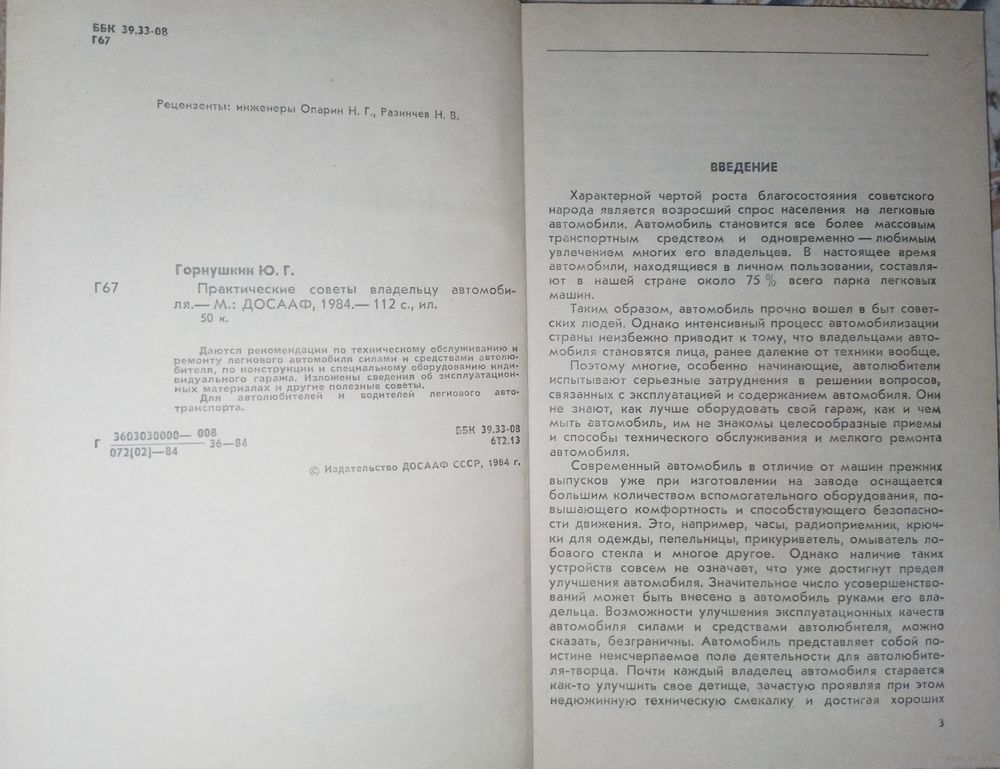 ББК 39.33-08
Г67
Рецензенты: инженеры Опарин Н. Г., Разинчев Н. В.
Горнушкин Ю. Г.
Г67 Практические советы владельцу автомоби-
ля.— М.: ДОСААФ, 1984.— 112 с., ил.
50 к.
Даются рекомендации по техническому обслуживанию и
ремонту легкового автомобиля силами и средствами автолю-
бителя, по конструкции и специальному оборудованию инди-
видуального гаража. Изложены сведения об эксплуатацион-
ных материалах и другие полезные советы.
Для автолюбителей и водителей легкового авто-
транспорта.
Г 3603030000—008 36—84
072(02)—84
ББК 39.33-08
6Т2.13
© Издательство ДОСААФ СССР, 1984 г.
ВВЕДЕНИЕ
Характерной чертой роста благосостояния советского
народа является возросший спрос населения на легковые
автомобили. Автомобиль становится все более массовым
транспортным средством и одновременно — любимым
увлечением многих его владельцев. В настоящее время
автомобили, находящиеся в личном пользовании, составля-
ют в нашей стране около 75 % всего парка легковых
машин.
Таким образом, автомобиль прочно вошел в быт совет-
ских людей. Однако интенсивный процесс автомобилизации
страны неизбежно приводит к тому, что владельцами авто-
мобиля становятся лица, ранее далекие от техники вообще.
Поэтому многие, особенно начинающие, автолюбители
испытывают серьезные затруднения в решении вопросов,
связанных с эксплуатацией и содержанием автомобиля. Они
не знают, как лучше оборудовать свой гараж, как и чем
мыть автомобиль, им не знакомы целесообразные приемы
и способы технического обслуживания и мелкого ремонта
автомобиля.
Современный автомобиль в отличие от машин прежних
выпусков уже при изготовлении на заводе оснащается
большим количеством вспомогательного оборудования, по-
вышающего комфортность и способствующего безопасно-
сти движения. Это, например, часы, радиоприемник, крюч-
ки для одежды, пепельницы, прикуриватель, омыватель ло-
бового стекла и многое другое. Однако наличие таких
устройств совсем не означает, что уже достигнут предел
улучшения автомобиля. Значительное число усовершенство-
ваний может быть внесено в автомобиль руками его вла-
дельца. Возможности улучшения эксплуатационных качеств
автомобиля силами и средствами автолюбителя, можно
сказать, безграничны. Автомобиль представляет собой по-
истине неисчерпаемое поле деятельности для автолюбите-
ля-творца. Почти каждый владелец автомобиля старается
как-то улучшить свое детище, зачастую проявляя при этом
недюжинную техническую смекалку и достигая хороших
3